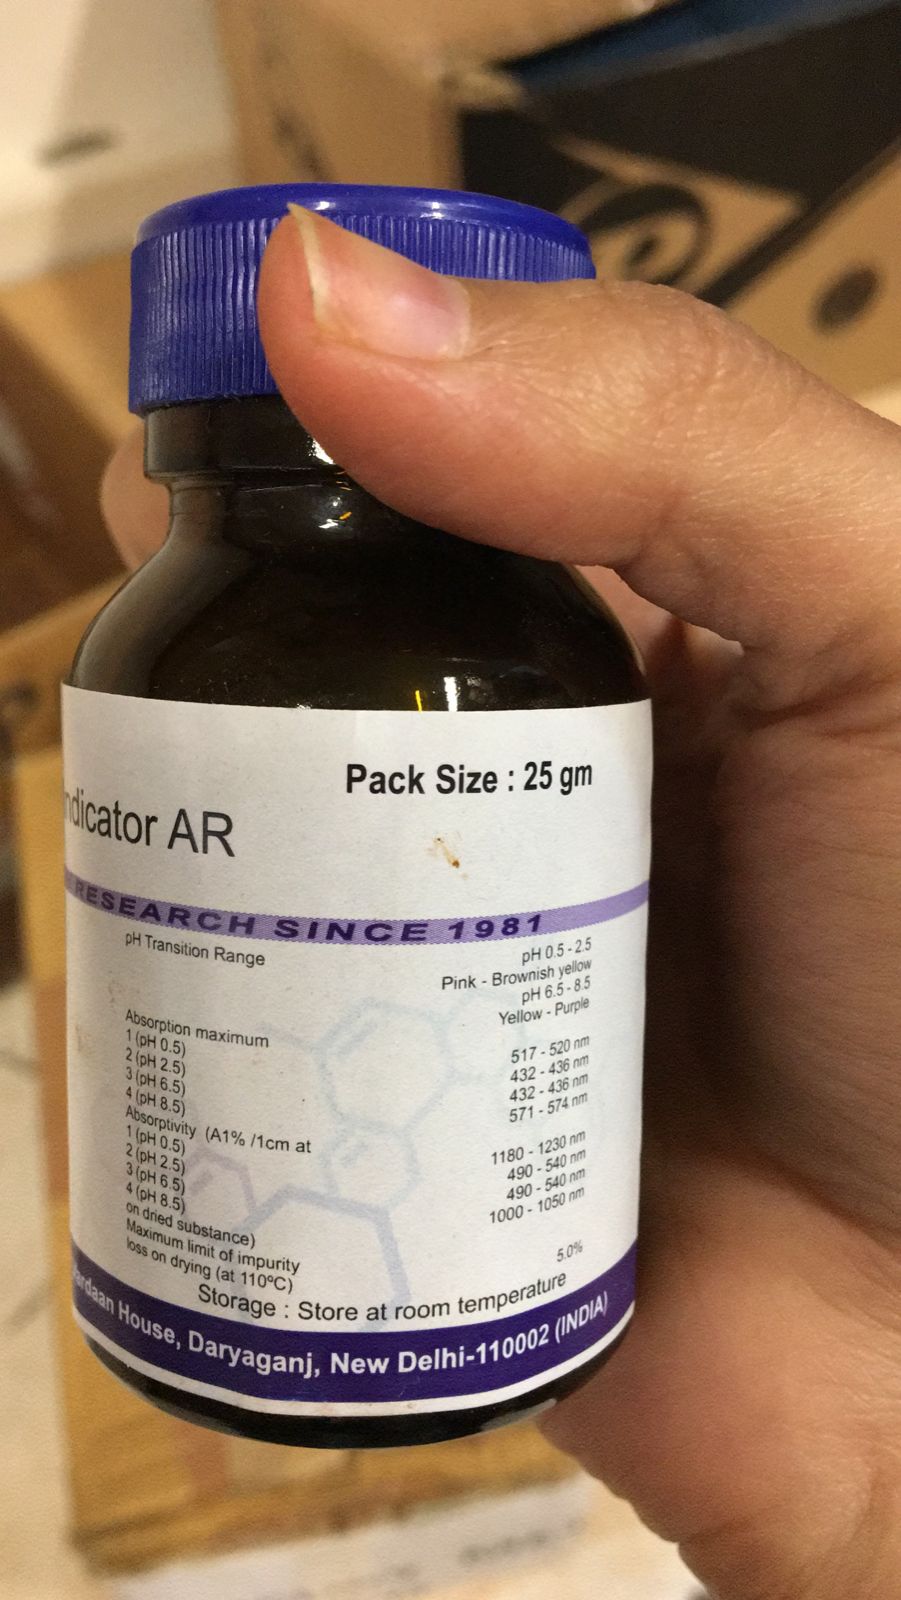 Pack Size : 25 gm
Indicator AR
RESEARCH SINCE 1981
pH Transition Range
pH 0.5 - 2.5
Pink - Brownish yellow
pH 6.5 - 8.5
Yellow - Purple
Absorption maximum
1 (pH 0.5) 517 - 520 nm
2 (pH 2.5) 432 - 436 nm
3 (pH 6.5) 432 - 436 nm
4 (pH 8.5) 571 - 574 nm
Absorptivity (A1% /1cm at
1 (pH 0.5) 1180 - 1230 nm
2 (pH 2.5) 490 - 540 nm
3 (pH 6.5) 490 - 540 nm
4 (pH 8.5) 1000 - 1050 nm
on dried substance)
Maximum limit of impurity
loss on drying (at 110ºC) 5.0%
Storage : Store at room temperature
House, Daryaganj, New Delhi-110002 (INDIA)